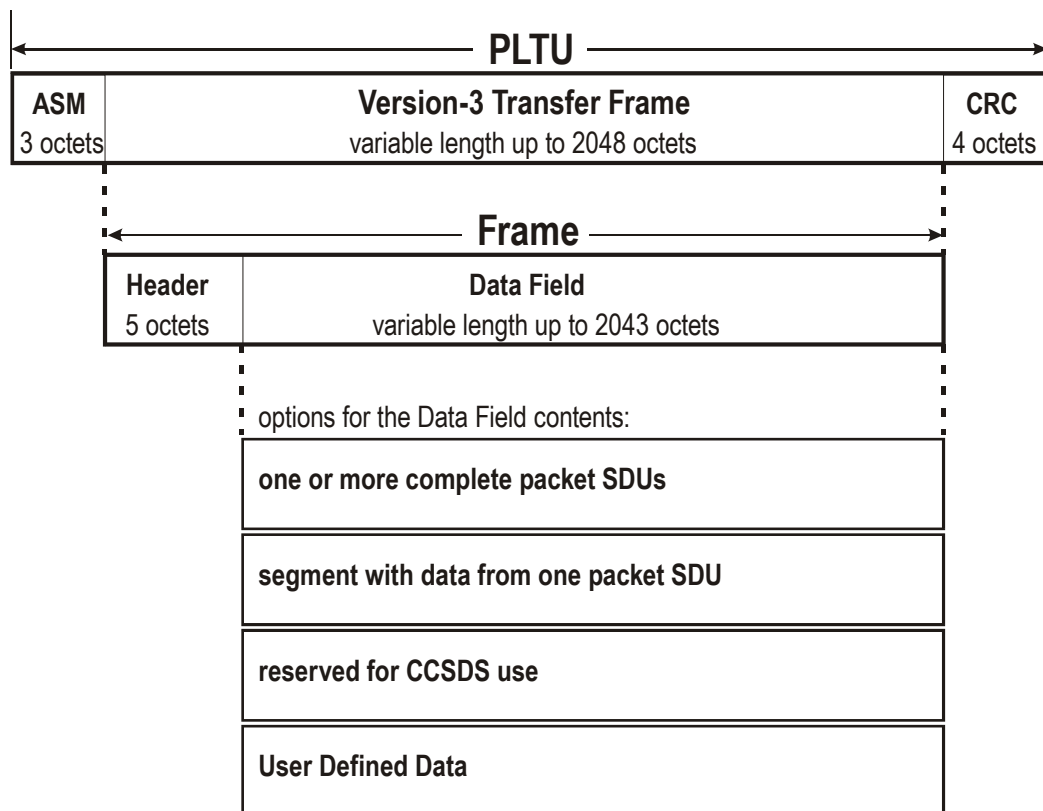 PLTU
ASM
3 octets
Version-3 Transfer Frame
variable length up to 2048 octets
CRC
4 octets
Frame
Header
5 octets
Data Field
variable length up to 2043 octets
options for the Data Field contents:
one or more complete packet SDUs
segment with data from one packet SDU
reserved for CCSDS use
User Defined Data